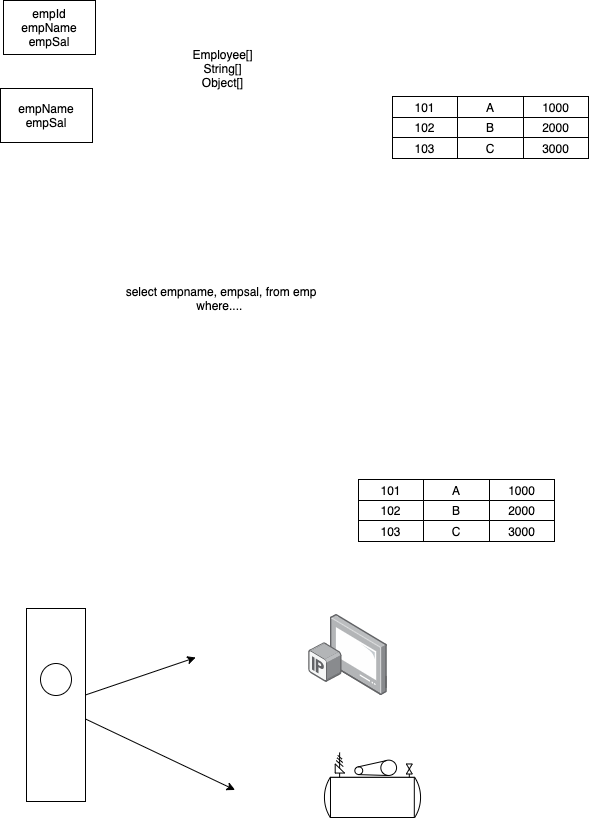 empId
empName
empSal
Employee[]
String[]
Object[]
empName
empSal
101 A 1000
102 B 2000
103 C 3000
select empname, empsal, from emp
where....
101 A 1000
102 B 2000
103 C 3000
IP